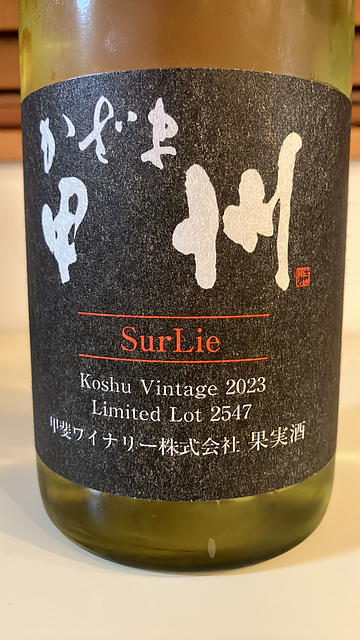 かざま
甲州
SurLie
Koshu Vintage 2023
Limited Lot 2547
甲斐ワイナリー株式会社 果実酒